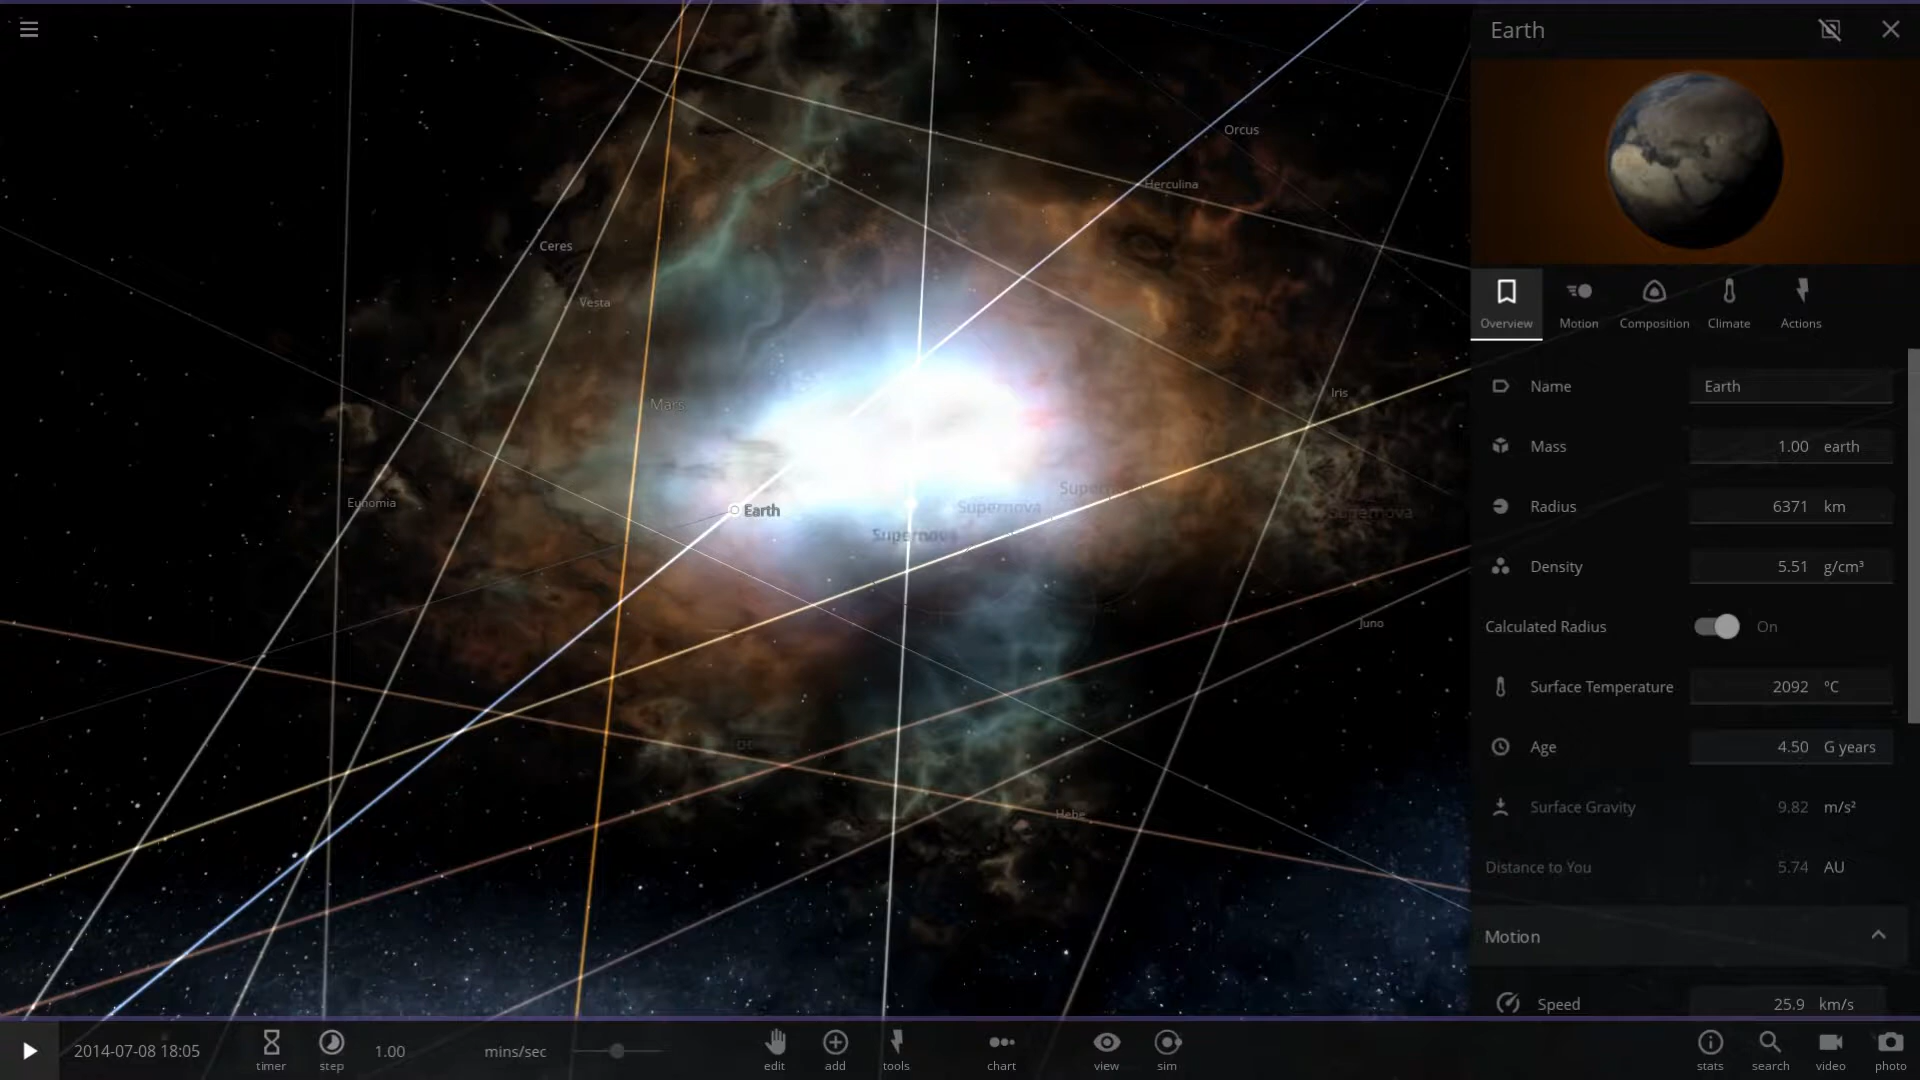 Earth
Orcus
Herculina
Ceres
Vesta
Mars
Iris
Eunomia
Earth
Supernova
Supernova
Supernova
Supernova
Juno
Hebe
Overview
Motion
Composition
Climate
Actions
Name Earth
Mass 1.00 earth
Radius 6371 km
Density 5.51 g/cm³
Calculated Radius On
Surface Temperature 2092 °C
Age 4.50 G years
Surface Gravity 9.82 m/s²
Distance to You 5.74 AU
Motion
Speed 25.9 km/s
2014-07-08 18:05
timer
step
1.00 mins/sec
edit
add
tools
chart
view
sim
stats
search
video
photo